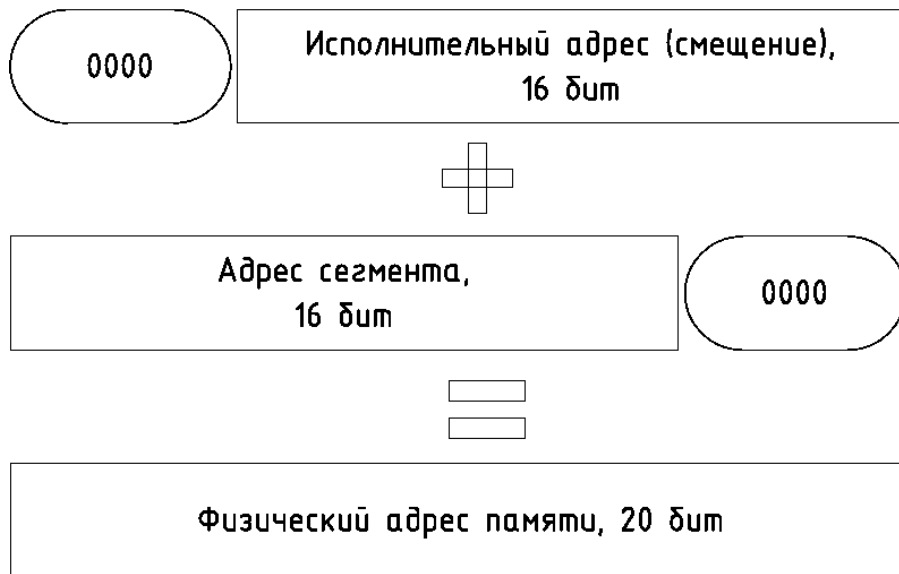 0000
Исполнительный адрес (смещение),
16 бит
Адрес сегмента,
16 бит
0000
Физический адрес памяти, 20 бит